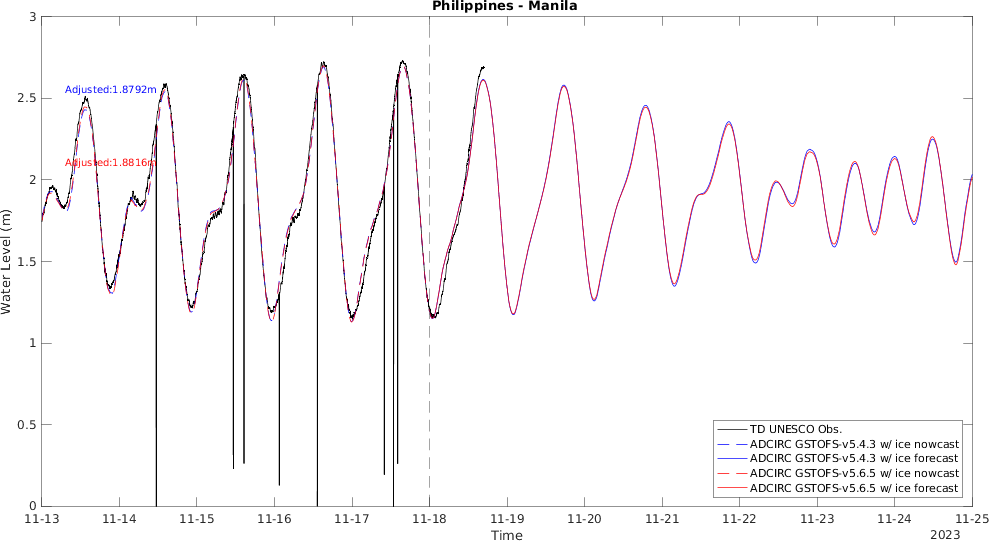 Philippines - Manila
3
2.5
2
1.5
1
0.5
0
Water Level (m)
Adjusted:1.8792m
Adjusted:1.8816m
TD UNESCO Obs.
ADCIRC GSTOFS-v5.4.3 w/ ice nowcast
ADCIRC GSTOFS-v5.4.3 w/ ice forecast
ADCIRC GSTOFS-v5.6.5 w/ ice nowcast
ADCIRC GSTOFS-v5.6.5 w/ ice forecast
11-13 11-14 11-15 11-16 11-17 11-18 11-19 11-20 11-21 11-22 11-23 11-24 11-25
Time
2023